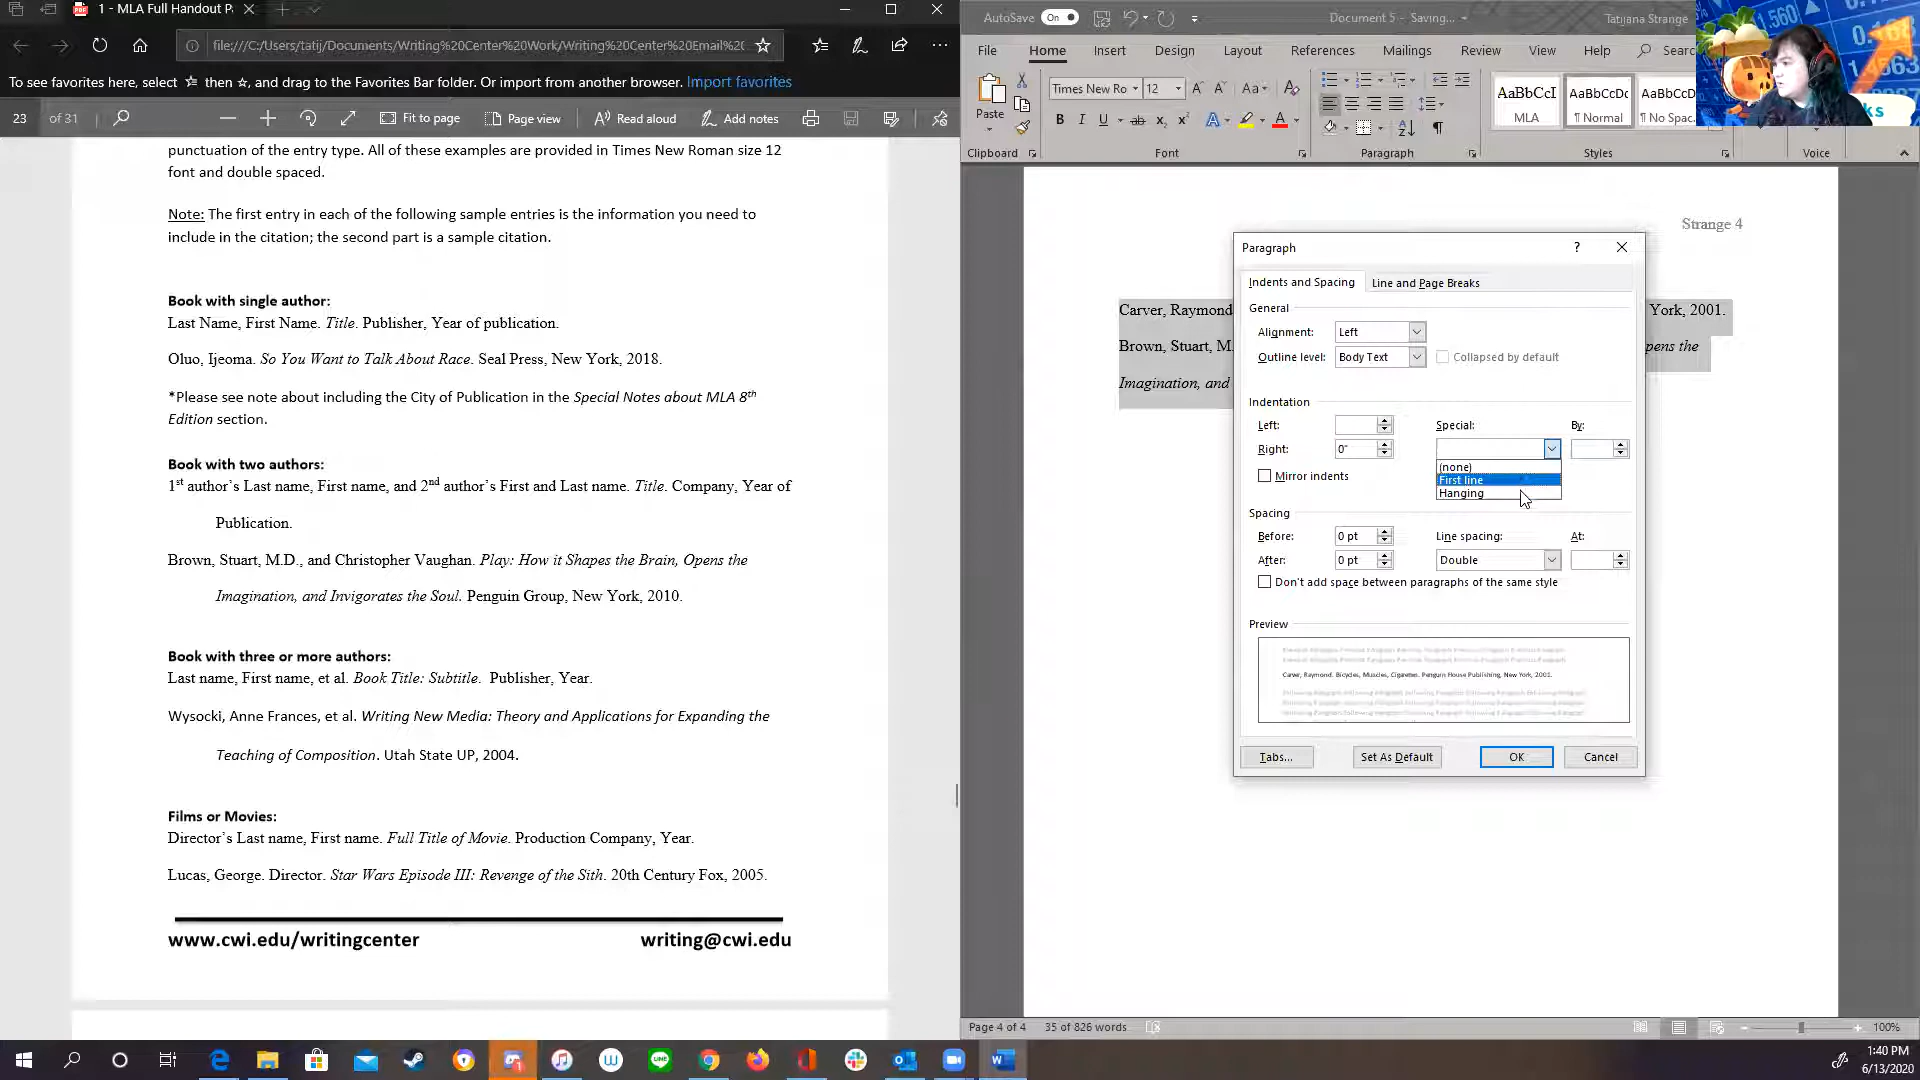 1 - MLA Full Handout P
file:///C:/Users/tatij/Documents/Writing%20Center%20Work/Writing%20Center%20Email%20
To see favorites here, select then , and drag to the Favorites Bar folder. Or import from another browser. Import favorites
23 of 31 Fit to page Page view Read aloud Add notes
punctuation of the entry type. All of these examples are provided in Times New Roman size 12
font and double spaced.
Note: The first entry in each of the following sample entries is the information you need to
include in the citation; the second part is a sample citation.
Book with single author:
Last Name, First Name. Title. Publisher, Year of publication.
Oluo, Ijeoma. So You Want to Talk About Race. Seal Press, New York, 2018.
*Please see note about including the City of Publication in the Special Notes about MLA 8th
Edition section.
Book with two authors:
1st author's Last name, First name, and 2nd author's First and Last name. Title. Company, Year of
Publication.
Brown, Stuart, M.D., and Christopher Vaughan. Play: How it Shapes the Brain, Opens the
Imagination, and Invigorates the Soul. Penguin Group, New York, 2010.
Book with three or more authors:
Last name, First name, et al. Book Title: Subtitle. Publisher, Year.
Wysocki, Anne Frances, et al. Writing New Media: Theory and Applications for Expanding the
Teaching of Composition. Utah State UP, 2004.
Films or Movies:
Director's Last name, First name. Full Title of Movie. Production Company, Year.
Lucas, George. Director. Star Wars Episode III: Revenge of the Sith. 20th Century Fox, 2005.
www.cwi.edu/writingcenter writing@cwi.edu
AutoSave On Document 5 - Saving... Tatijana Strange
File Home Insert Design Layout References Mailings Review View Help Searc
Paste Times New Ro 12 A A Aa
B I U ab x₂ x² A A
AaBbCcI AaBbCcDc AaBbCcD
MLA ¶ Normal ¶ No Spac...
Clipboard Font Paragraph Styles Voice
Strange 4
Carver, Raymond York, 2001.
Brown, Stuart, M. pens the
Imagination, and
Paragraph ?
Indents and Spacing Line and Page Breaks
General
Alignment: Left
Outline level: Body Text Collapsed by default
Indentation
Left: Special: By:
Right: 0"
(none)
Mirror indents First line
Hanging
Spacing
Before: 0 pt Line spacing: At:
After: 0 pt Double
Don't add space between paragraphs of the same style
Preview
Carver, Raymond. Bicycles, Muscles, Cigarettes. Penguin House Publishing, New York, 2001.
Tabs... Set As Default OK Cancel
Page 4 of 4 35 of 826 words 100%
1:40 PM
6/13/2020